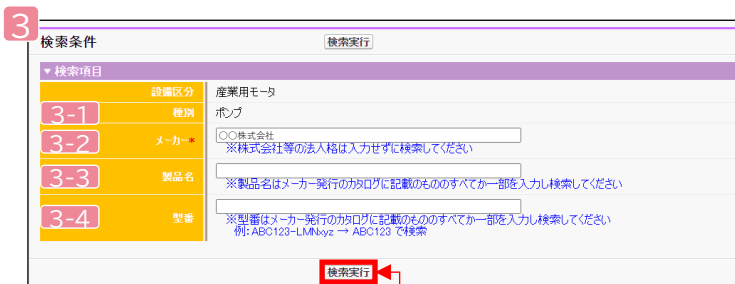 3
検索条件
検索実行
▼検索項目
設備区分 産業用モータ
3-1 種別 ポンプ
3-2 メーカー* 〇〇株式会社
※株式会社等の法人格は入力せずに検索してください
3-3 製品名
※製品名はメーカー発行のカタログに記載のもののすべてか一部を入力し検索してください
3-4 型番
※型番はメーカー発行のカタログに記載のもののすべてか一部を入力し検索してください
例:ABC123-LMNxyz → ABC123 で検索
検索実行